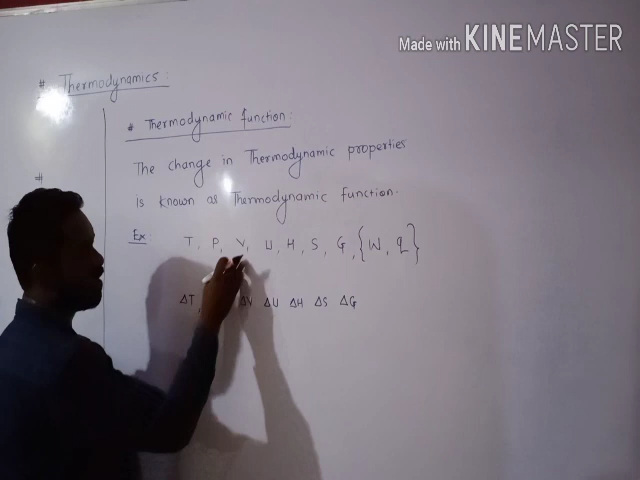 Made with KINEMASTER
# Thermodynamics:
# Thermodynamic function:
The change in Thermodynamic properties
#
is known as Thermodynamic function.
Ex: T, P, V, U, H, S, G, {W, q}
ΔT, ΔV ΔU ΔH ΔS ΔG